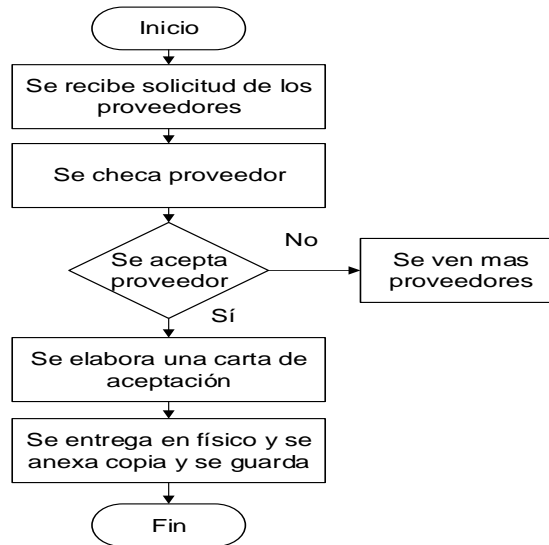 Inicio
Se recibe solicitud de los
proveedores
Se checa proveedor
Se acepta
proveedor
No
Se ven mas
proveedores
Sí
Se elabora una carta de
aceptación
Se entrega en físico y se
anexa copia y se guarda
Fin